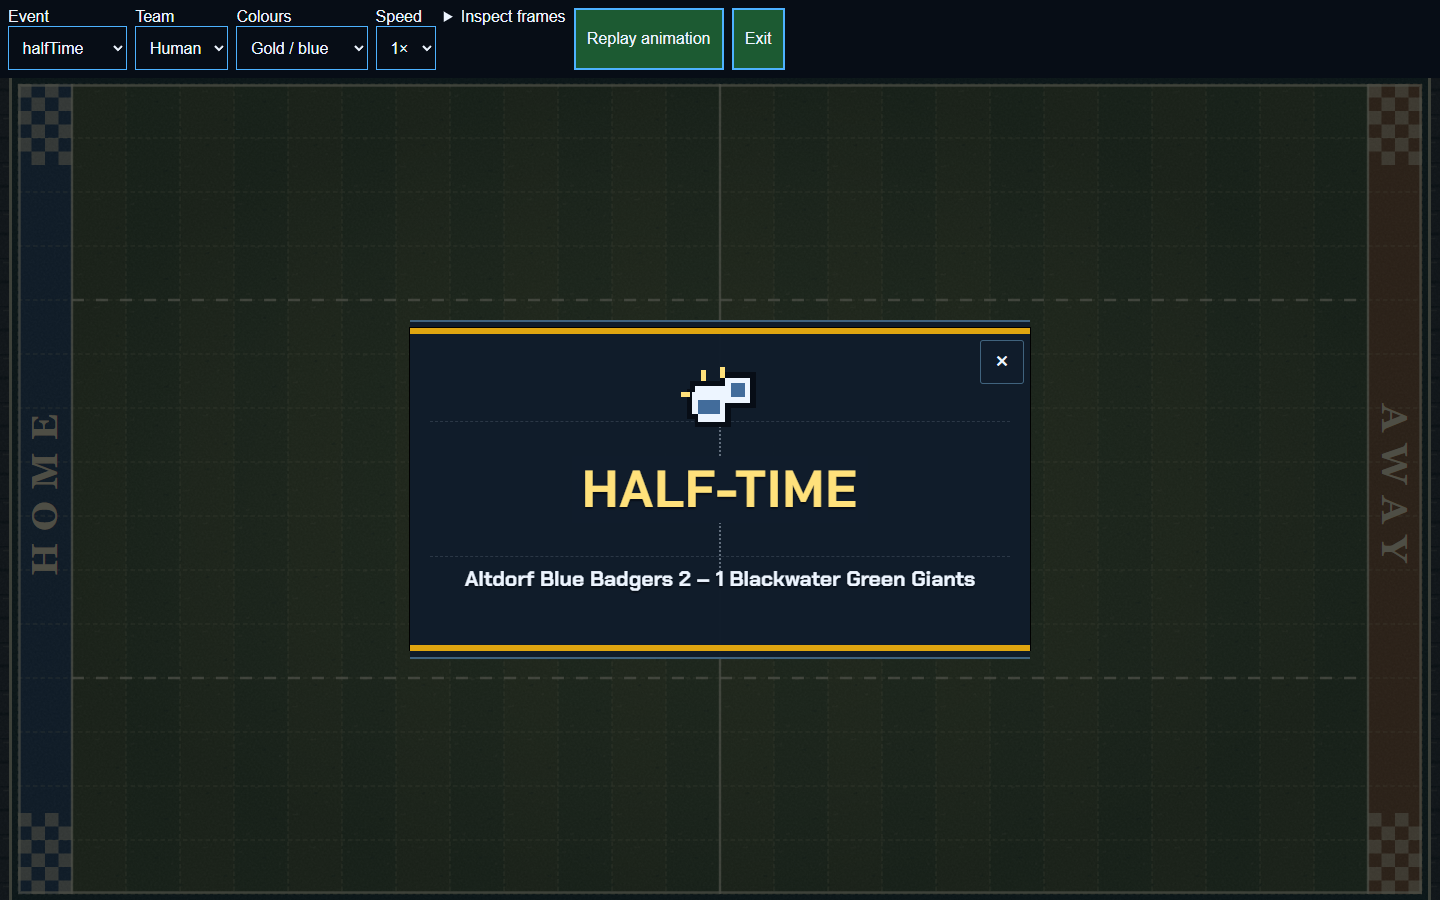 Event Team Colours Speed
halfTime Human Gold / blue 1× ▶ Inspect frames Replay animation Exit
HOME
AWAY
×
HALF-TIME
Altdorf Blue Badgers 2 – 1 Blackwater Green Giants